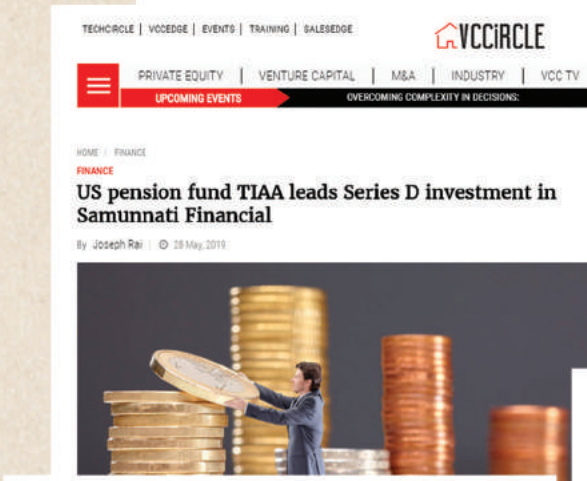 TECHCIRCLE | VCCEDGE | EVENTS | TRAINING | SALESEDGE
VCCiRCLE
PRIVATE EQUITY | VENTURE CAPITAL | M&A | INDUSTRY | VCC TV
UPCOMING EVENTS
OVERCOMING COMPLEXITY IN DECISIONS:
HOME / FINANCE
FINANCE
US pension fund TIAA leads Series D investment in
Samunnati Financial
By Joseph Rai | 28 May, 2019